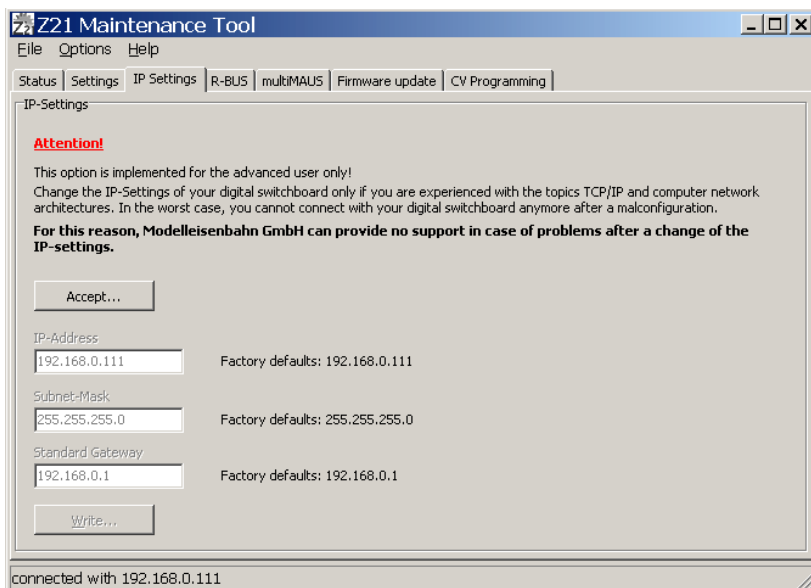 Z21 Maintenance Tool
File Options Help
Status Settings IP Settings R-BUS multiMAUS Firmware update CV Programming
IP-Settings
Attention!
This option is implemented for the advanced user only!
Change the IP-Settings of your digital switchboard only if you are experienced with the topics TCP/IP and computer network
architectures. In the worst case, you cannot connect with your digital switchboard anymore after a malconfiguration.
For this reason, Modelleisenbahn GmbH can provide no support in case of problems after a change of the
IP-settings.
Accept...
IP-Address
192.168.0.111 Factory defaults: 192.168.0.111
Subnet-Mask
255.255.255.0 Factory defaults: 255.255.255.0
Standard Gateway
192.168.0.1 Factory defaults: 192.168.0.1
Write...
connected with 192.168.0.111